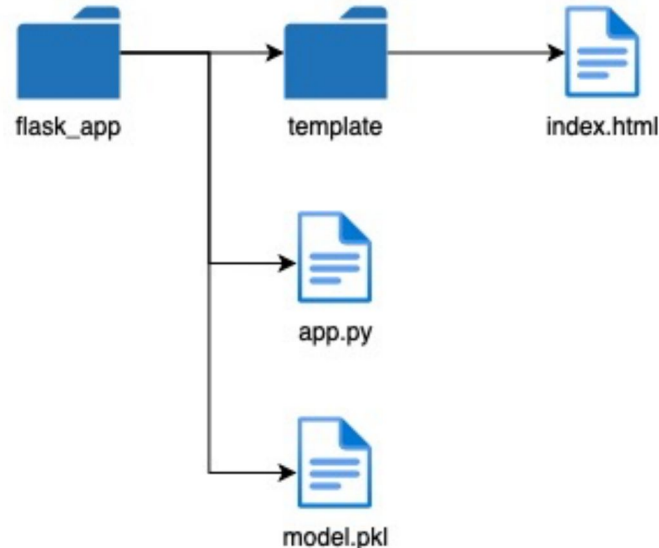 flask_app
template
index.html
app.py
model.pkl